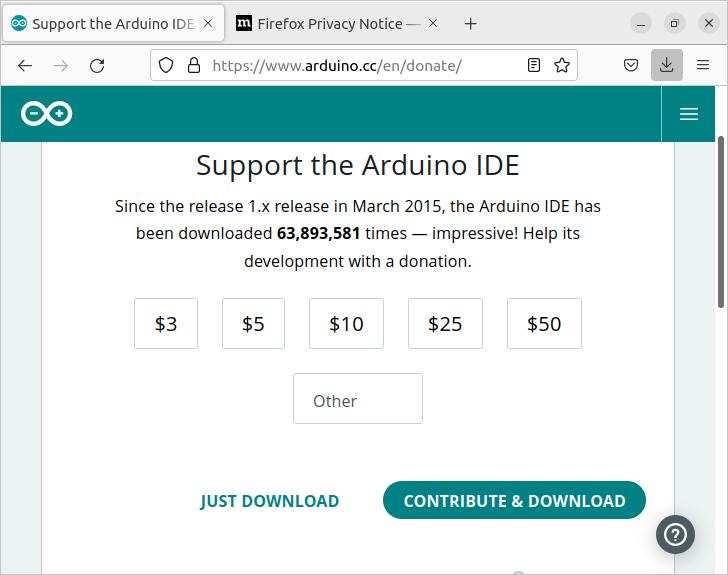 Support the Arduino IDE
Firefox Privacy Notice —
https://www.arduino.cc/en/donate/
Support the Arduino IDE
Since the release 1.x release in March 2015, the Arduino IDE has
been downloaded 63,893,581 times — impressive! Help its
development with a donation.
$3
$5
$10
$25
$50
Other
JUST DOWNLOAD
CONTRIBUTE & DOWNLOAD